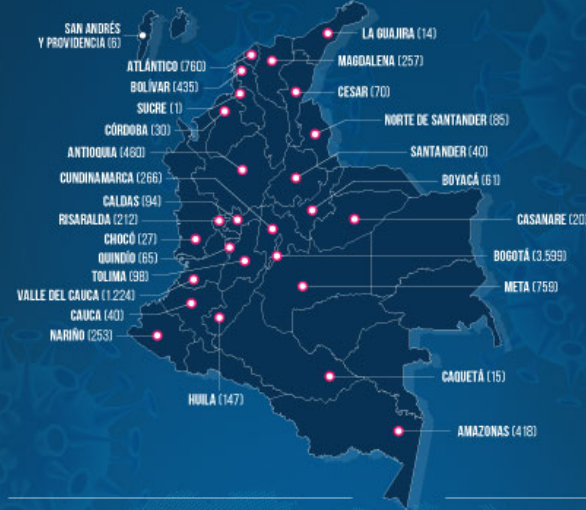 SAN ANDRÉS
Y PROVIDENCIA (6)
ATLÁNTICO (760)
BOLÍVAR (435)
SUCRE (1)
CÓRDOBA (30)
ANTIOQUIA (460)
CUNDINAMARCA (266)
CALDAS (94)
RISARALDA (212)
CHOCÓ (27)
QUINDÍO (65)
TOLIMA (98)
VALLE DEL CAUCA (1.224)
CAUCA (40)
NARIÑO (253)
HUILA (147)
LA GUAJIRA (14)
MAGDALENA (257)
CESAR (70)
NORTE DE SANTANDER (85)
SANTANDER (40)
BOYACÁ (61)
CASANARE (20)
BOGOTÁ (3.599)
META (759)
CAQUETÁ (15)
AMAZONAS (418)